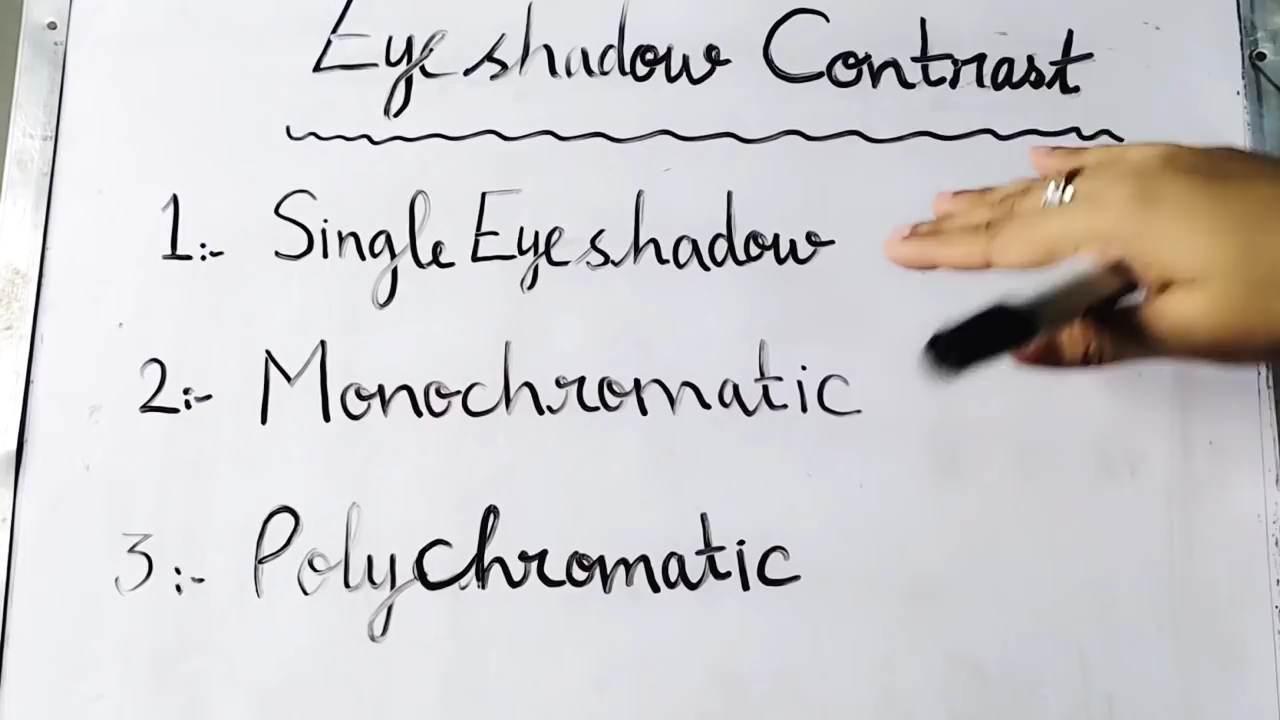 Eyeshadow Contrast
1:- Single Eyeshadow
2:- Monochromatic
3:- Polychromatic